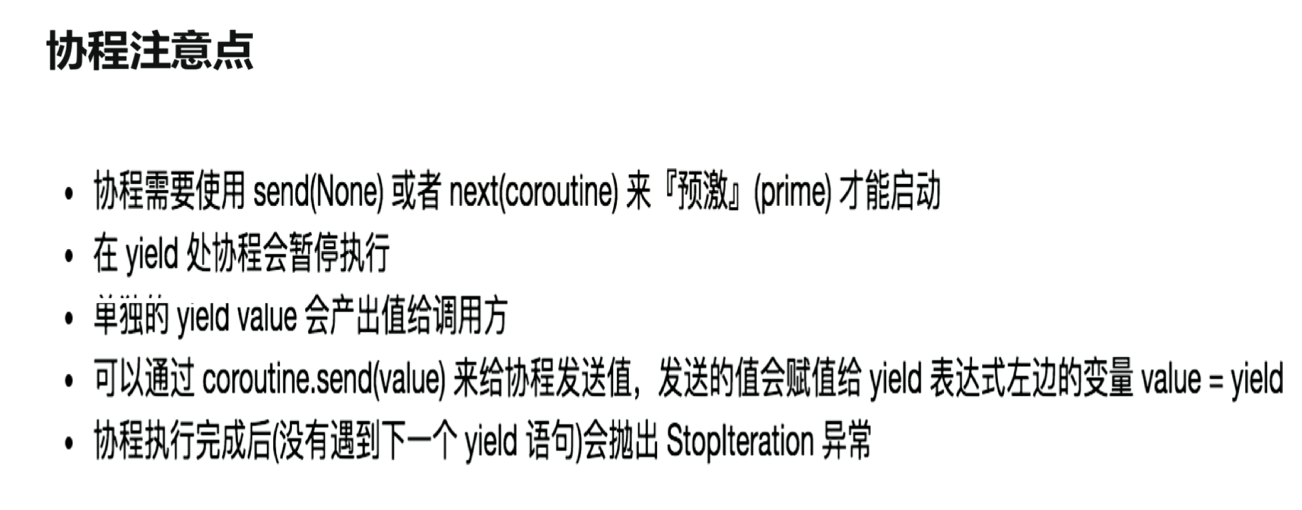 协程注意点
• 协程需要使用 send(None) 或者 next(coroutine) 来『预激』(prime) 才能启动
• 在 yield 处协程会暂停执行
• 单独的 yield value 会产出值给调用方
• 可以通过 coroutine.send(value) 来给协程发送值，发送的值会赋值给 yield 表达式左边的变量 value = yield
• 协程执行完成后(没有遇到下一个 yield 语句)会抛出 StopIteration 异常